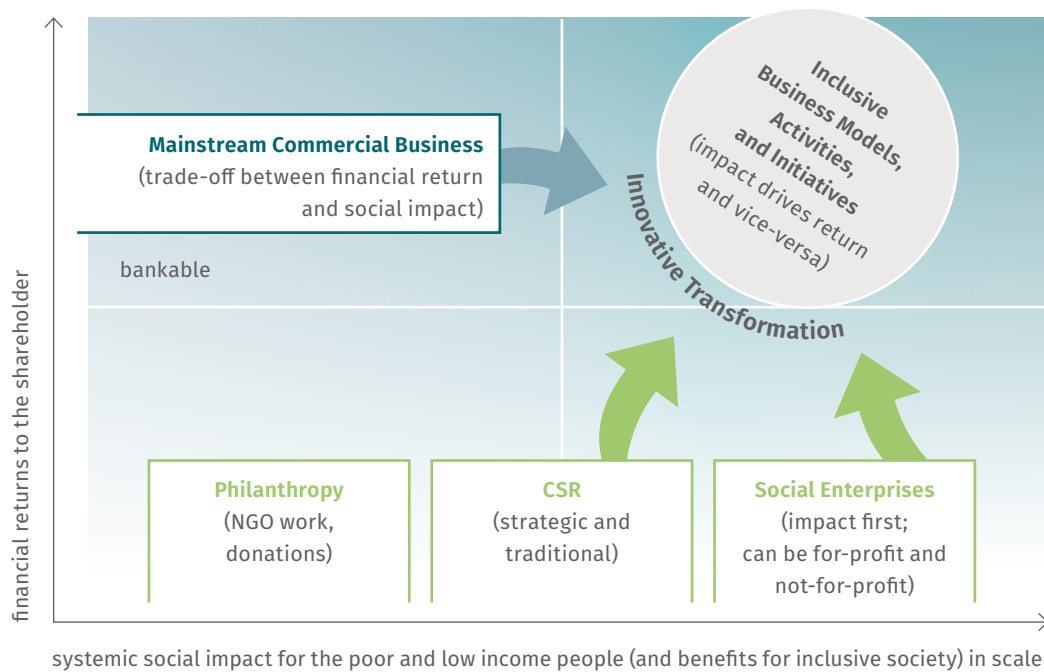 financial returns to the shareholder
Mainstream Commercial Business
(trade-off between financial return
and social impact)
bankable
Inclusive
Business Models,
Activities,
and Initiatives
(impact drives return
and vice-versa)
Innovative Transformation
Philanthropy
(NGO work,
donations)
CSR
(strategic and
traditional)
Social Enterprises
(impact first;
can be for-profit and
not-for-profit)
systemic social impact for the poor and low income people (and benefits for inclusive society) in scale